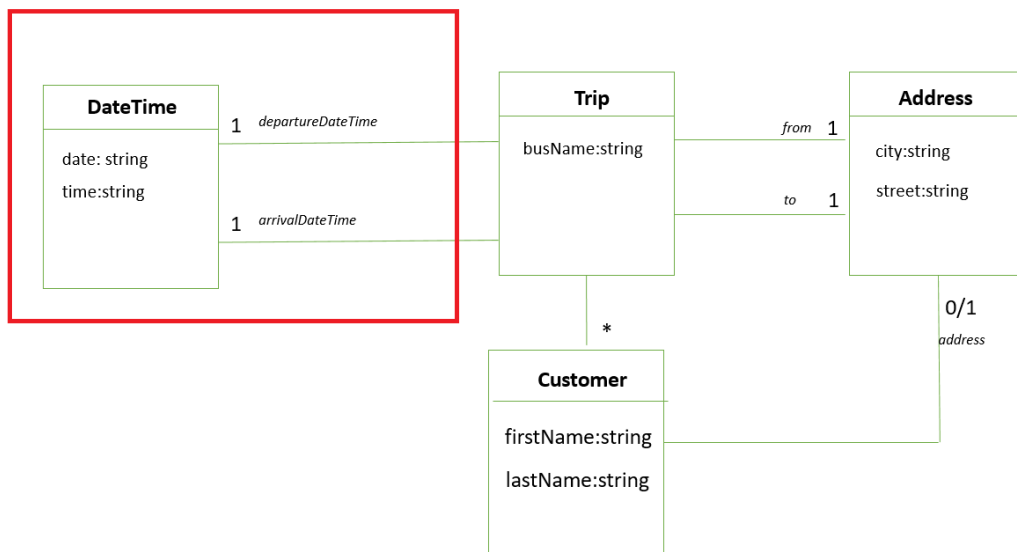 DateTime
date: string
time:string
1 departureDateTime
1 arrivalDateTime
Trip
busName:string
from 1
to 1
Address
city:string
street:string
*
0/1
address
Customer
firstName:string
lastName:string